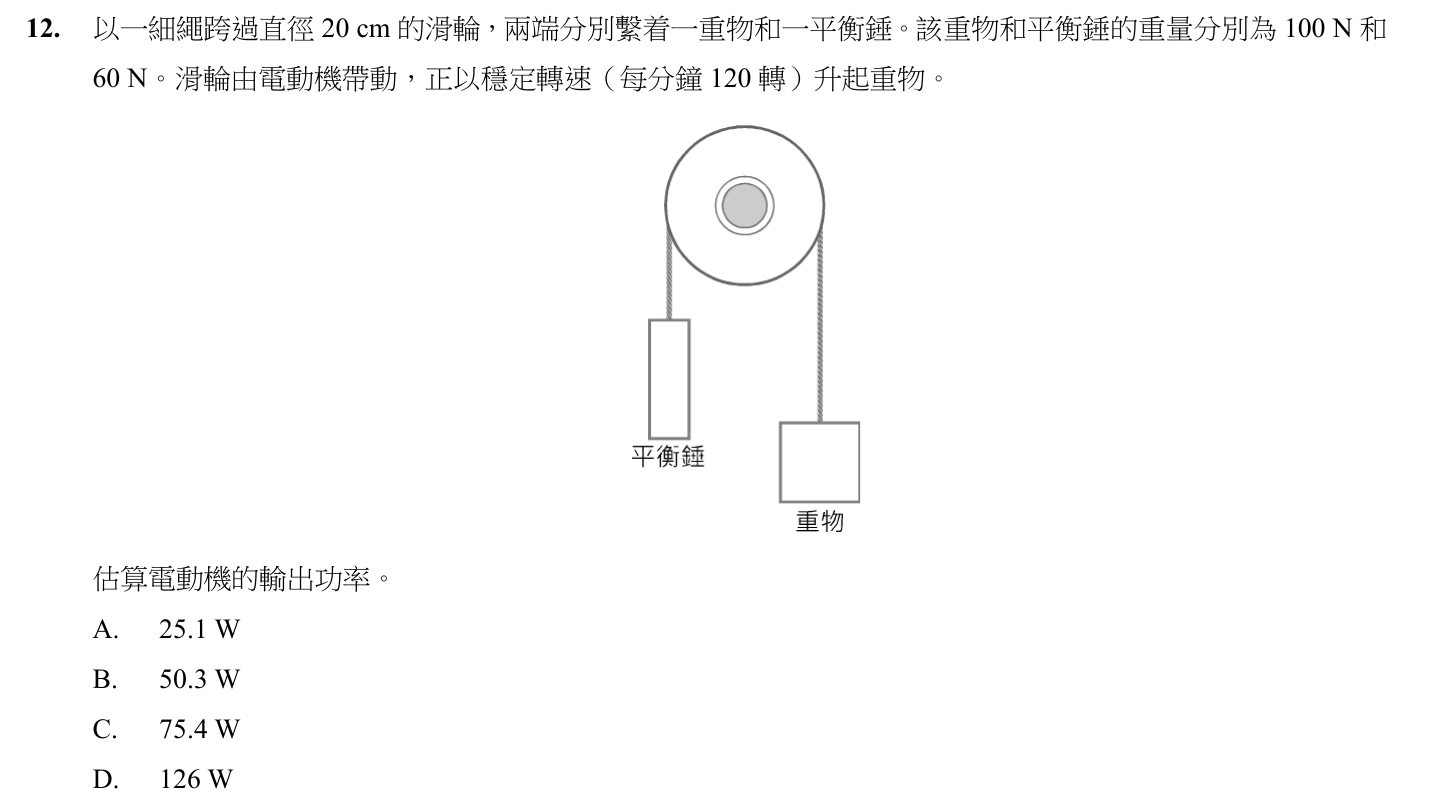 12. 以一細繩跨過直徑 20 cm 的滑輪，兩端分別繫着一重物和一平衡錘。該重物和平衡錘的重量分別為 100 N 和
60 N。滑輪由電動機帶動，正以穩定轉速（每分鐘 120 轉）升起重物。
平衡錘
重物
估算電動機的輸出功率。
A. 25.1 W
B. 50.3 W
C. 75.4 W
D. 126 W